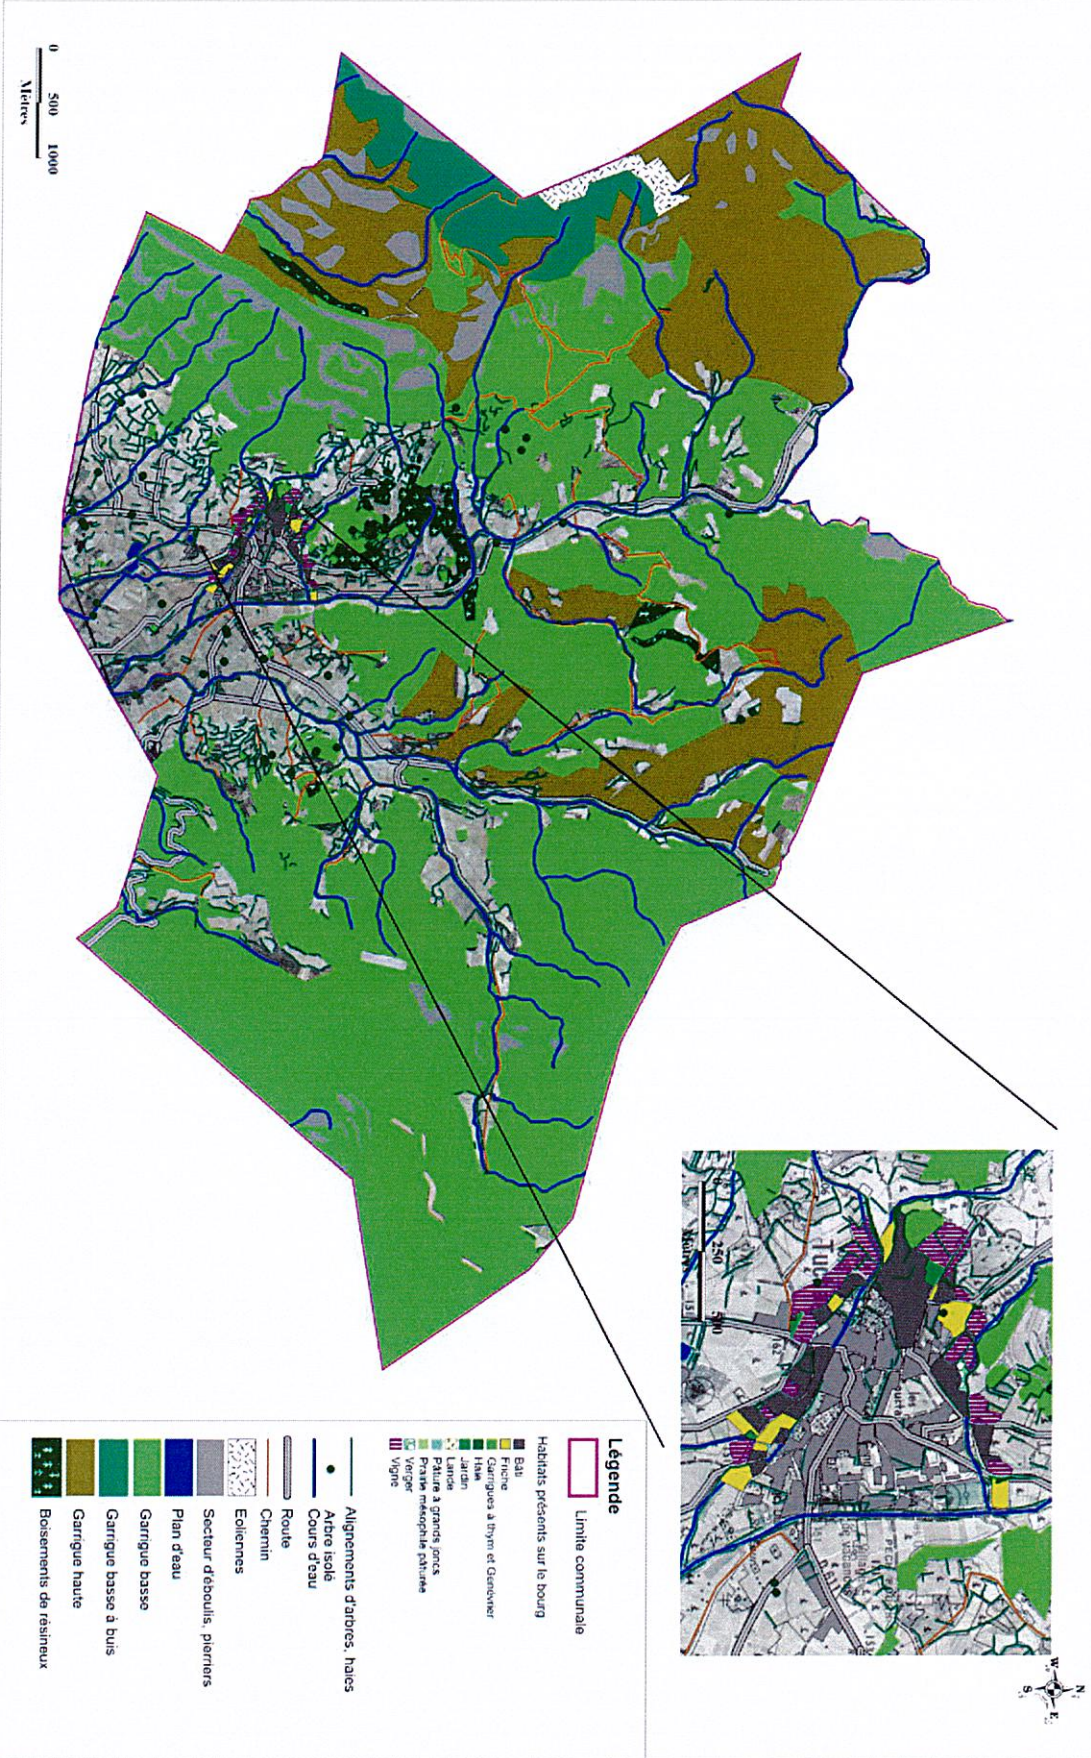 0 500 1000
Mètres
N
W E
S
250 500
Légende
Limite communale
Habitats présents sur le bourg
Bâti
Friche
Garrigues à thym et Genévrier
Haie
Jardin
Lande
Pâture à grands joncs
Prairie mésophile pâturée
Verger
Vigne
Alignements d'arbres, haies
Arbre isolé
Cours d'eau
Route
Chemin
Eoliennes
Secteur d'éboulis, pierriers
Plan d'eau
Garrigue basse
Garrigue basse à buis
Garrigue haute
Boisements de résineux